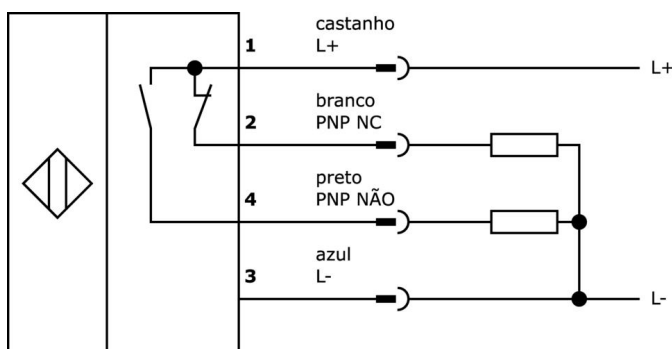 castanho
1 L+
L+
branco
2 PNP NC
preto
4 PNP NÃO
azul
3 L-
L-